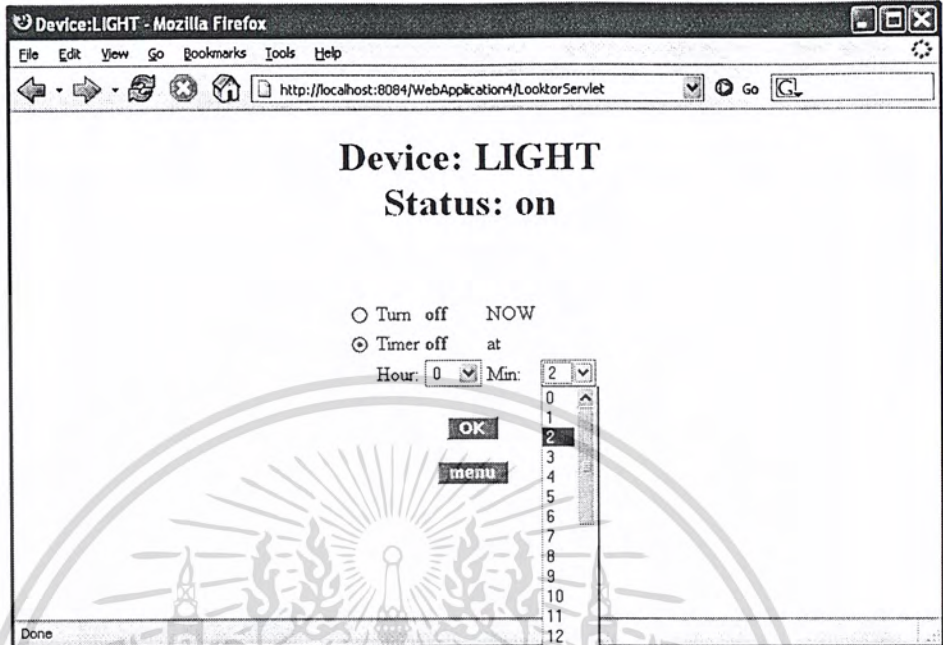 Device:LIGHT - Mozilla Firefox
File Edit View Go Bookmarks Tools Help
http://localhost:8084/WebApplication4/LooktorServlet Go
Device: LIGHT
Status: on
Turn off NOW
Timer off at
Hour: 0 Min: 2
0
1
2
3
4
5
6
7
8
9
10
11
12
OK
menu
Done